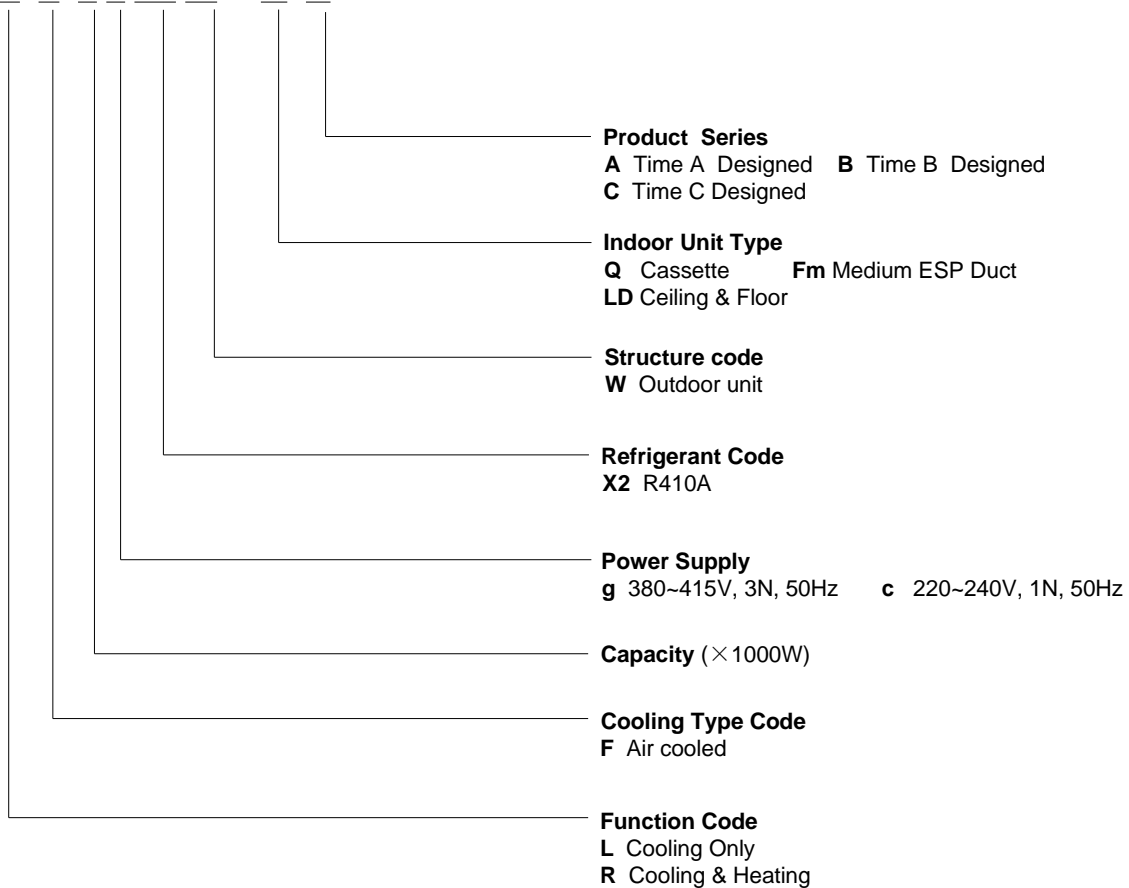 Product Series
A Time A Designed B Time B Designed
C Time C Designed
Indoor Unit Type
Q Cassette Fm Medium ESP Duct
LD Ceiling & Floor
Structure code
W Outdoor unit
Refrigerant Code
X2 R410A
Power Supply
g 380~415V, 3N, 50Hz c 220~240V, 1N, 50Hz
Capacity (×1000W)
Cooling Type Code
F Air cooled
Function Code
L Cooling Only
R Cooling & Heating